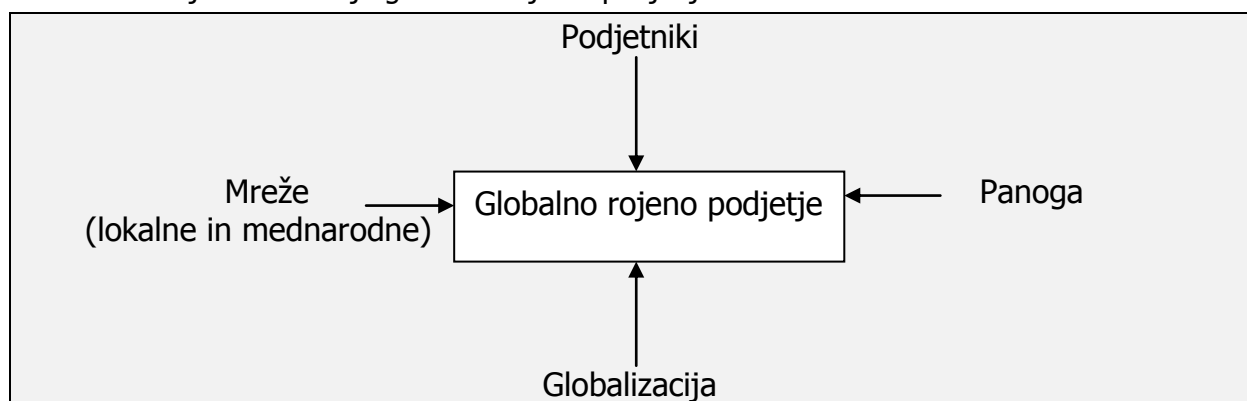 Podjetniki
Mreže
(lokalne in mednarodne)
Globalno rojeno podjetje
Panoga
Globalizacija